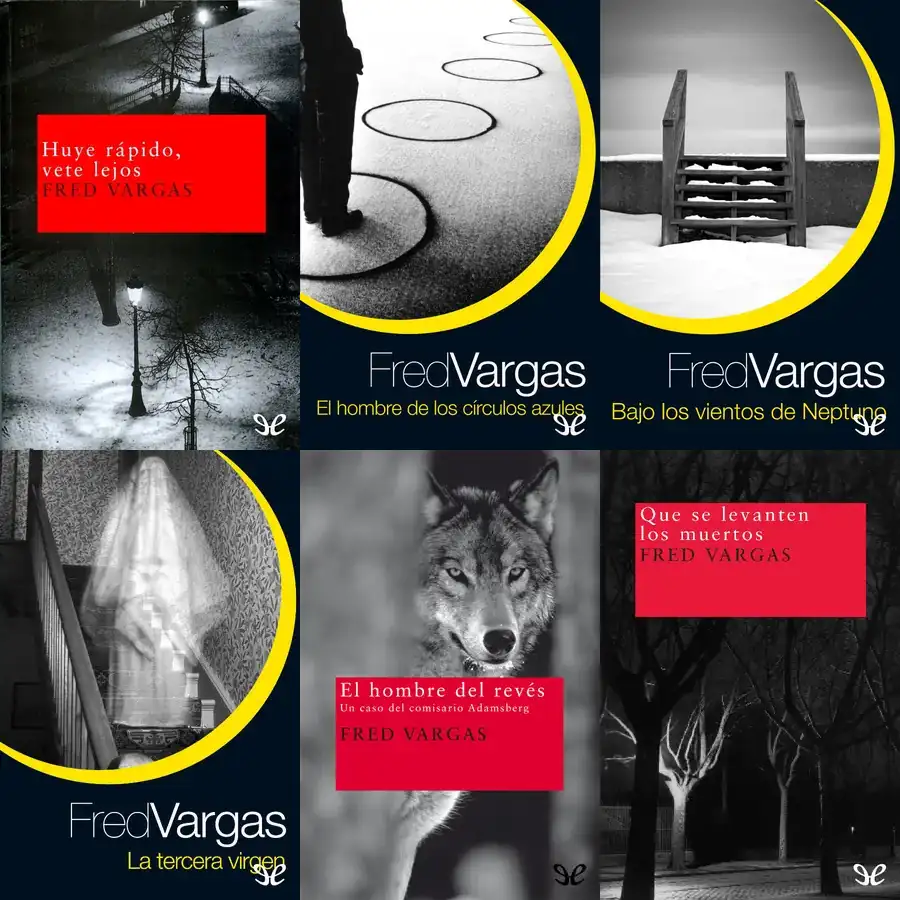 Huye rápido,
vete lejos
FRED VARGAS
FredVargas
El hombre de los círculos azules
FredVargas
Bajo los vientos de Neptuno
FredVargas
La tercera virgen
El hombre del revés
Un caso del comisario Adamsberg
FRED VARGAS
Que se levanten
los muertos
FRED VARGAS